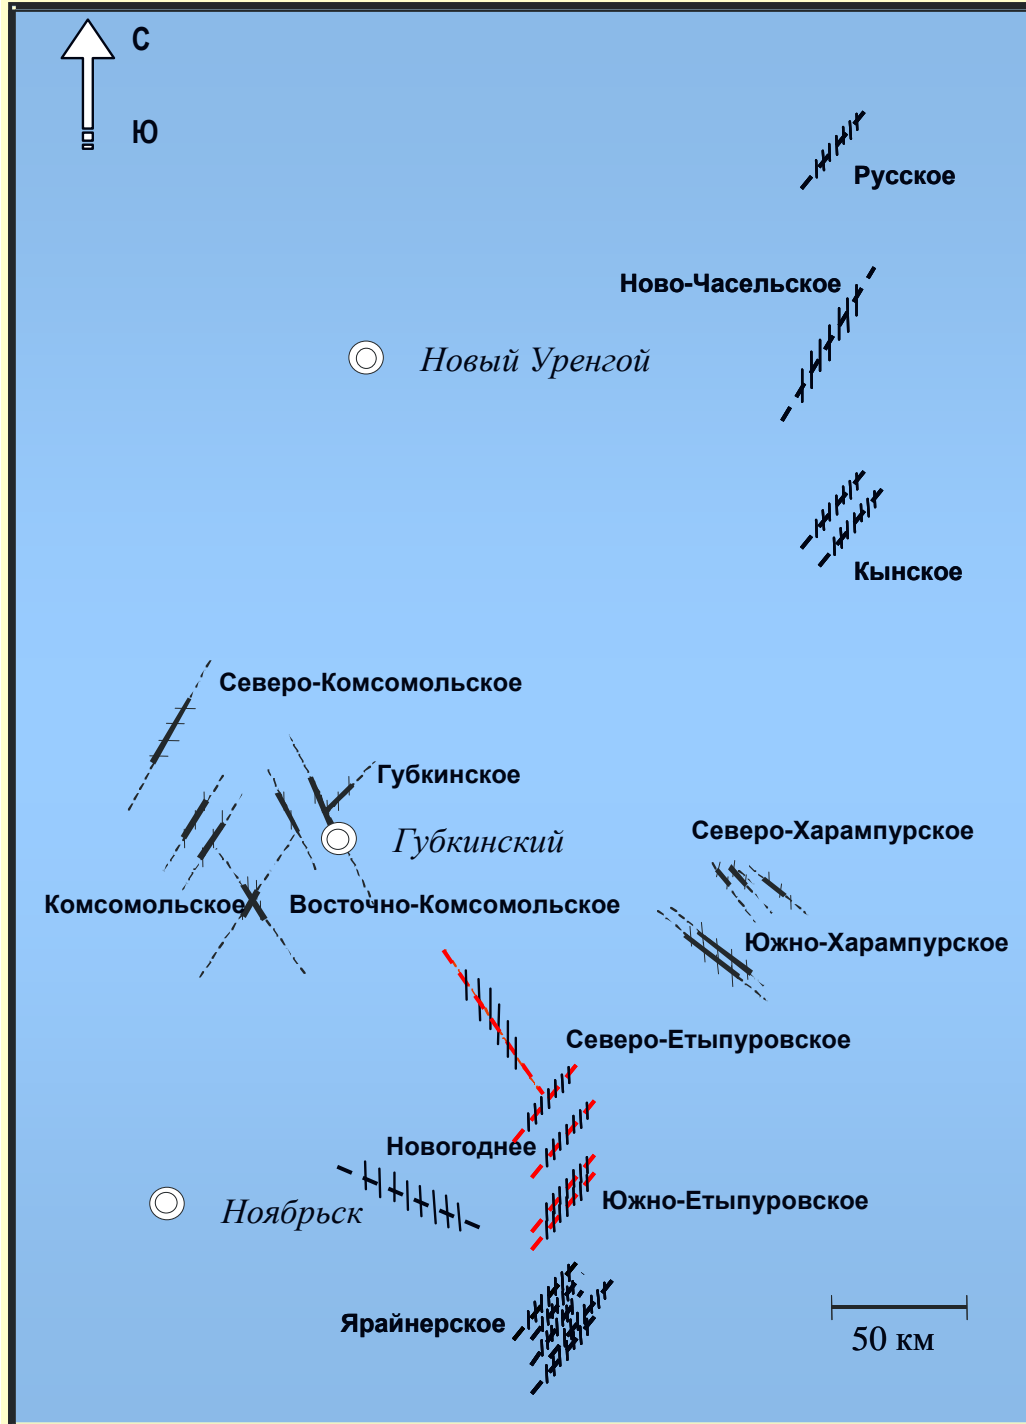 С
Ю
Русское
Ново-Часельское
Новый Уренгой
Кынское
Северо-Комсомольское
Губкинское
Губкинский
Северо-Харампурское
Комсомольское
Восточно-Комсомольское
Южно-Харампурское
Северо-Етыпуровское
Новогоднее
Южно-Етыпуровское
Ноябрьск
Ярайнерское
50 км